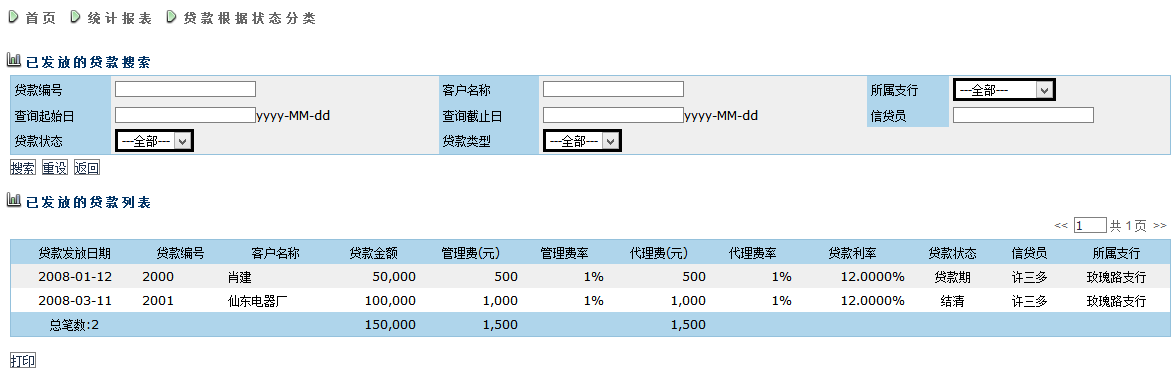 首页 统计报表 贷款根据状态分类
已发放的贷款搜索
贷款编号 客户名称 所属支行 ---全部---
查询起始日 yyyy-MM-dd 查询截止日 yyyy-MM-dd 信贷员
贷款状态 ---全部--- 贷款类型 ---全部---
搜索 重设 返回
已发放的贷款列表
<< 1 共 1 页 >>
贷款发放日期 贷款编号 客户名称 贷款金额 管理费(元) 管理费率 代理费(元) 代理费率 贷款利率 贷款状态 信贷员 所属支行
2008-01-12 2000 肖建 50,000 500 1% 500 1% 12.0000% 贷款期 许三多 玫瑰路支行
2008-03-11 2001 仙东电器厂 100,000 1,000 1% 1,000 1% 12.0000% 结清 许三多 玫瑰路支行
总笔数:2 150,000 1,500 1,500
打印